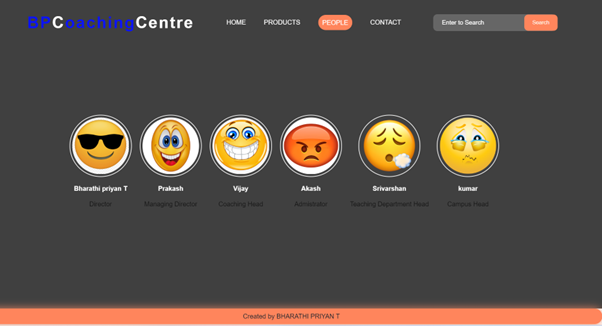 BPCoachingCentre HOME PRODUCTS PEOPLE CONTACT Enter to Search Search
Bharathi priyan T Prakash Vijay Akash Srivarshan kumar
Director Managing Director Coaching Head Admistrator Teaching Department Head Campus Head
Created by BHARATHI PRIYAN T